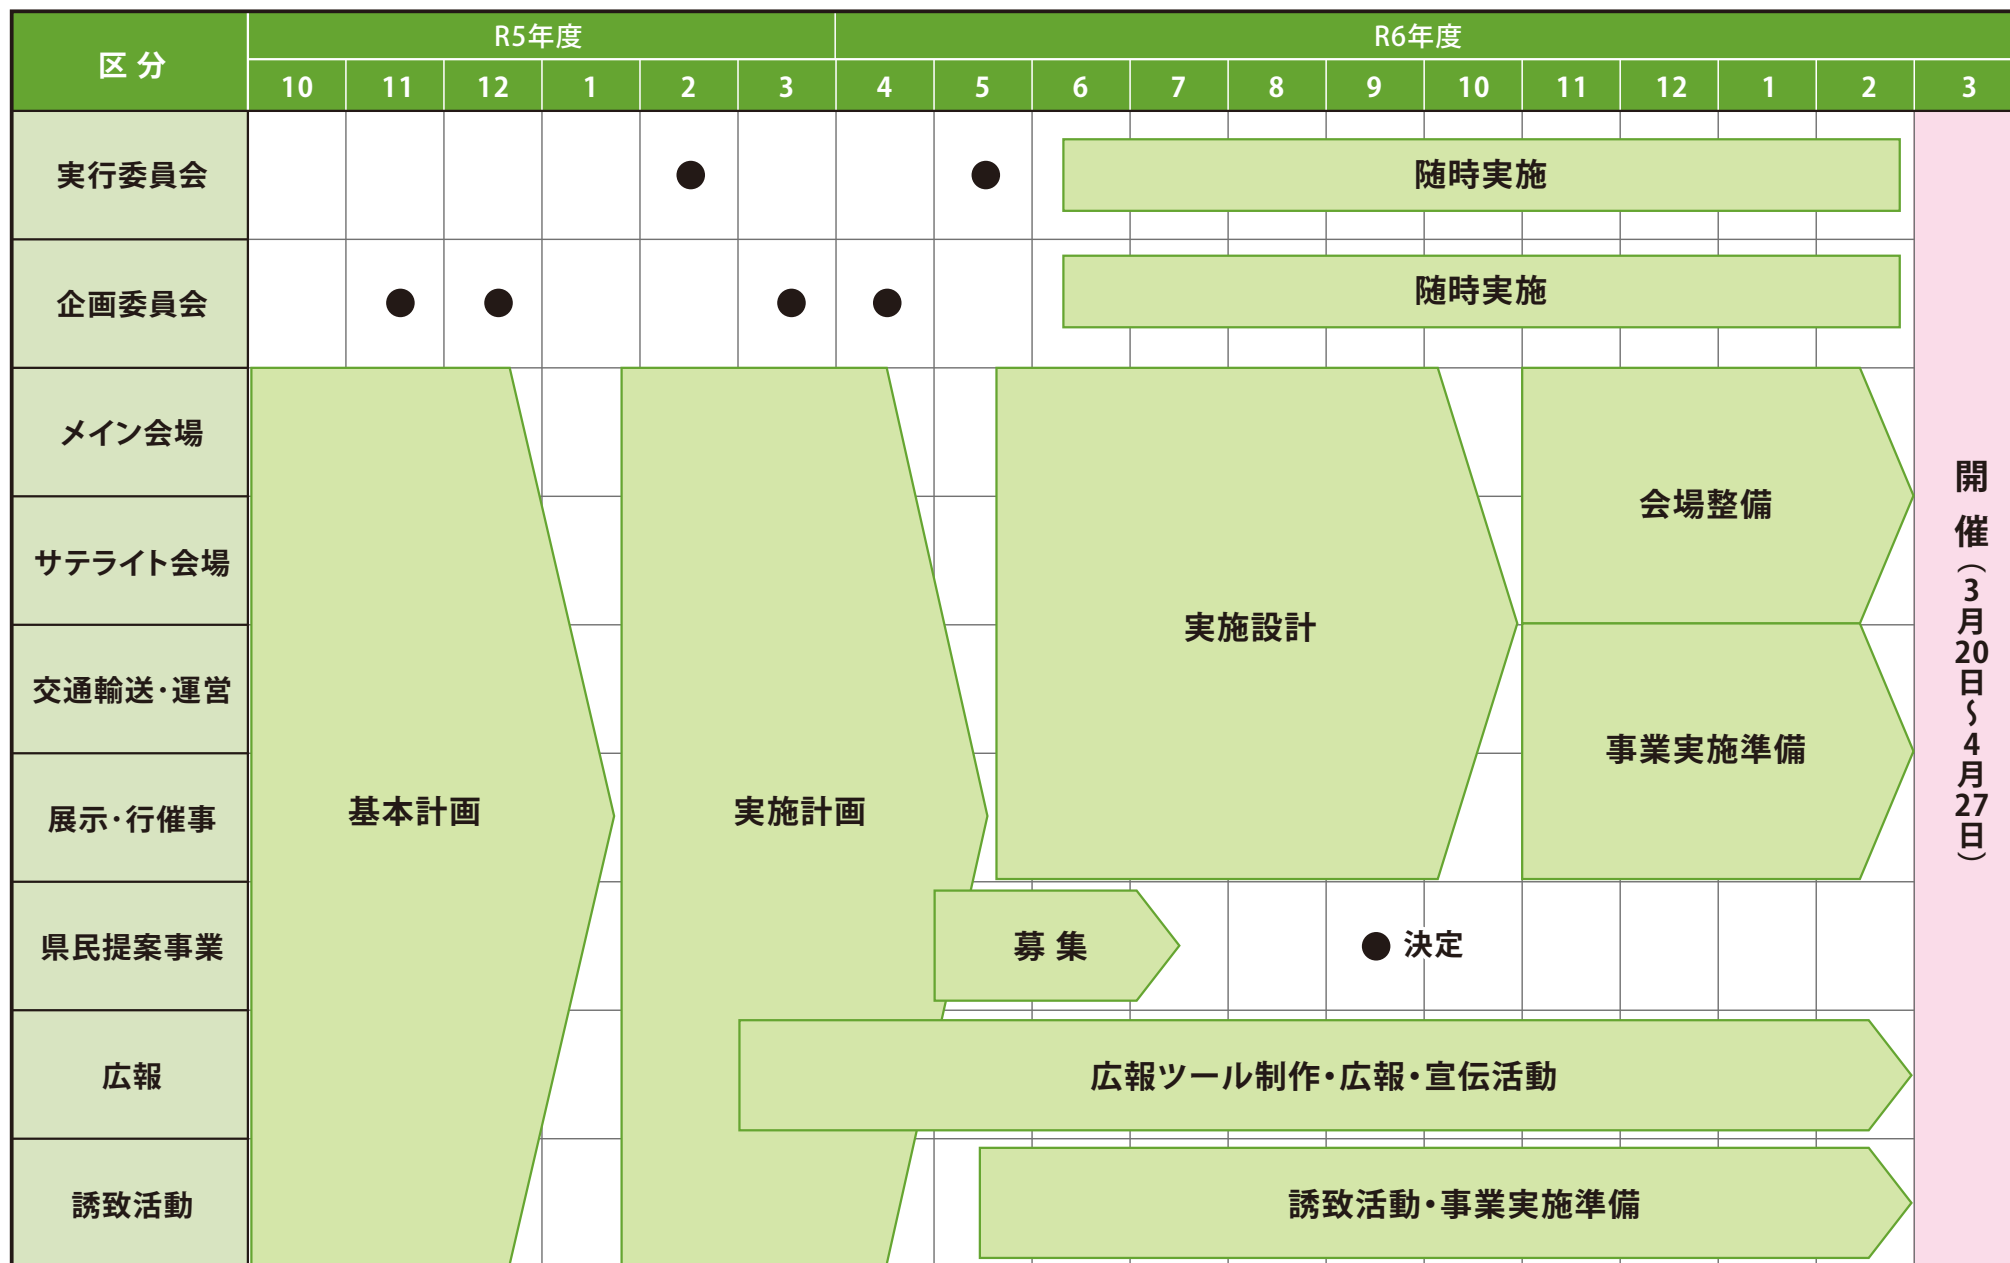 区 分
R5年度
R6年度
10 11 12 1 2 3 4 5 6 7 8 9 10 11 12 1 2 3
実行委員会
随時実施
企画委員会
随時実施
メイン会場
サテライト会場
交通輸送・運営
展示・行催事
県民提案事業
広報
誘致活動
基本計画
実施計画
実施設計
会場整備
事業実施準備
募 集
決定
広報ツール制作・広報・宣伝活動
誘致活動・事業実施準備
開 催（3月20日〜4月27日）